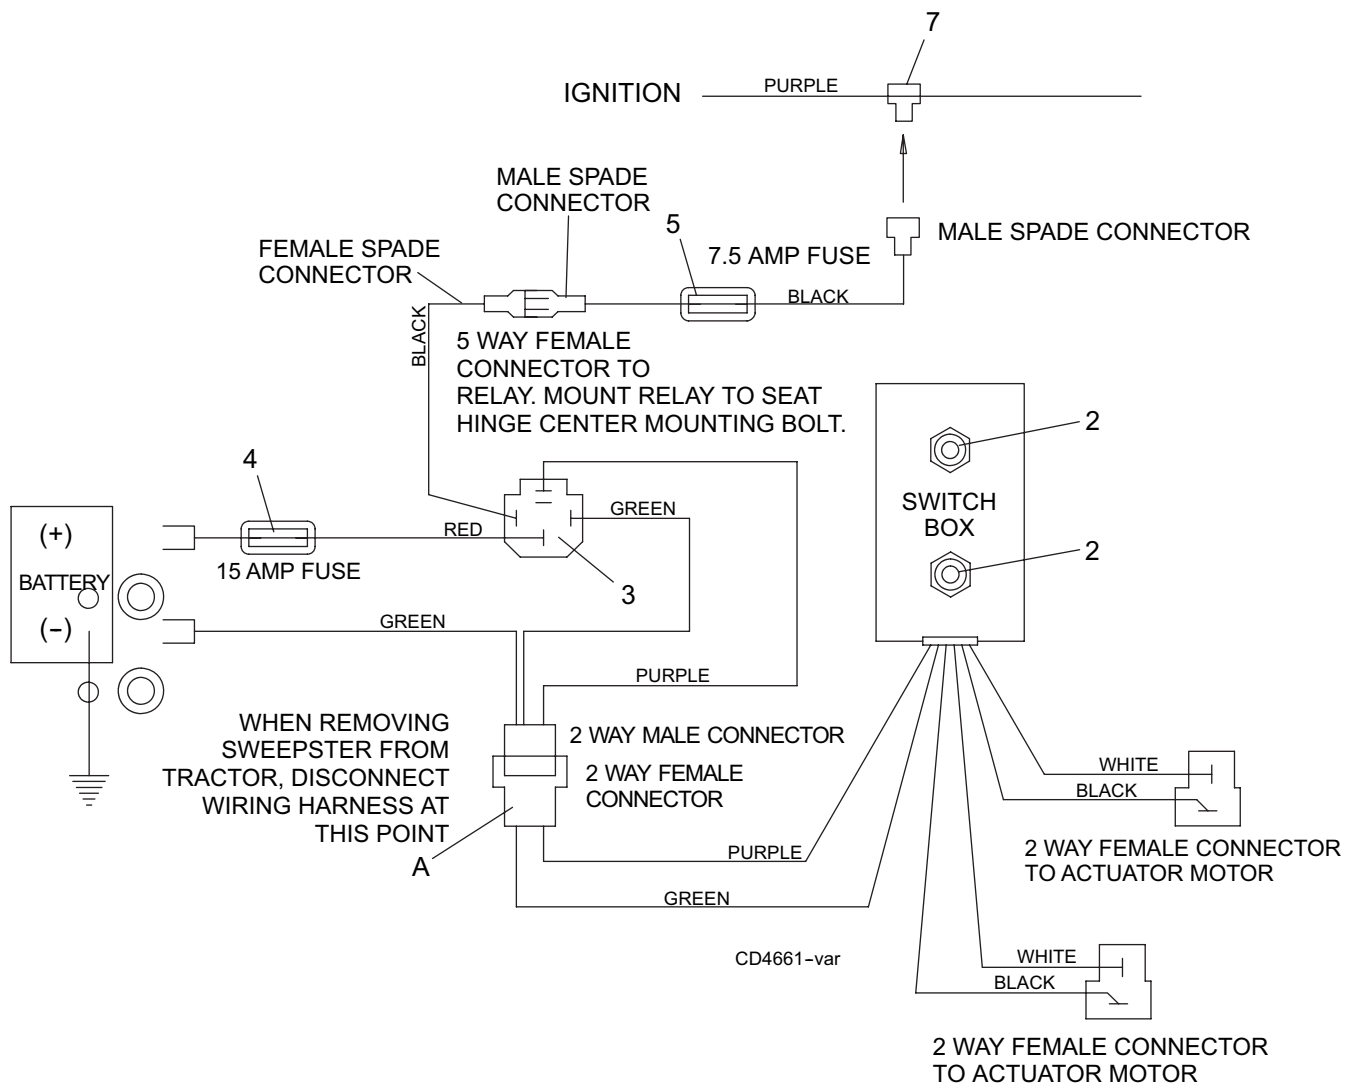 7
IGNITION
PURPLE
MALE SPADE
CONNECTOR
5
7.5 AMP FUSE
MALE SPADE CONNECTOR
FEMALE SPADE
CONNECTOR
BLACK
BLACK
5 WAY FEMALE
CONNECTOR TO
RELAY. MOUNT RELAY TO SEAT
HINGE CENTER MOUNTING BOLT.
2
4
GREEN
SWITCH
BOX
(+)
RED
2
15 AMP FUSE
BATTERY
3
(-)
GREEN
PURPLE
WHEN REMOVING
SWEEPSTER FROM
TRACTOR, DISCONNECT
WIRING HARNESS AT
THIS POINT
A
2 WAY MALE CONNECTOR
2 WAY FEMALE
CONNECTOR
WHITE
BLACK
PURPLE
2 WAY FEMALE CONNECTOR
TO ACTUATOR MOTOR
GREEN
CD4661-var
WHITE
BLACK
2 WAY FEMALE CONNECTOR
TO ACTUATOR MOTOR